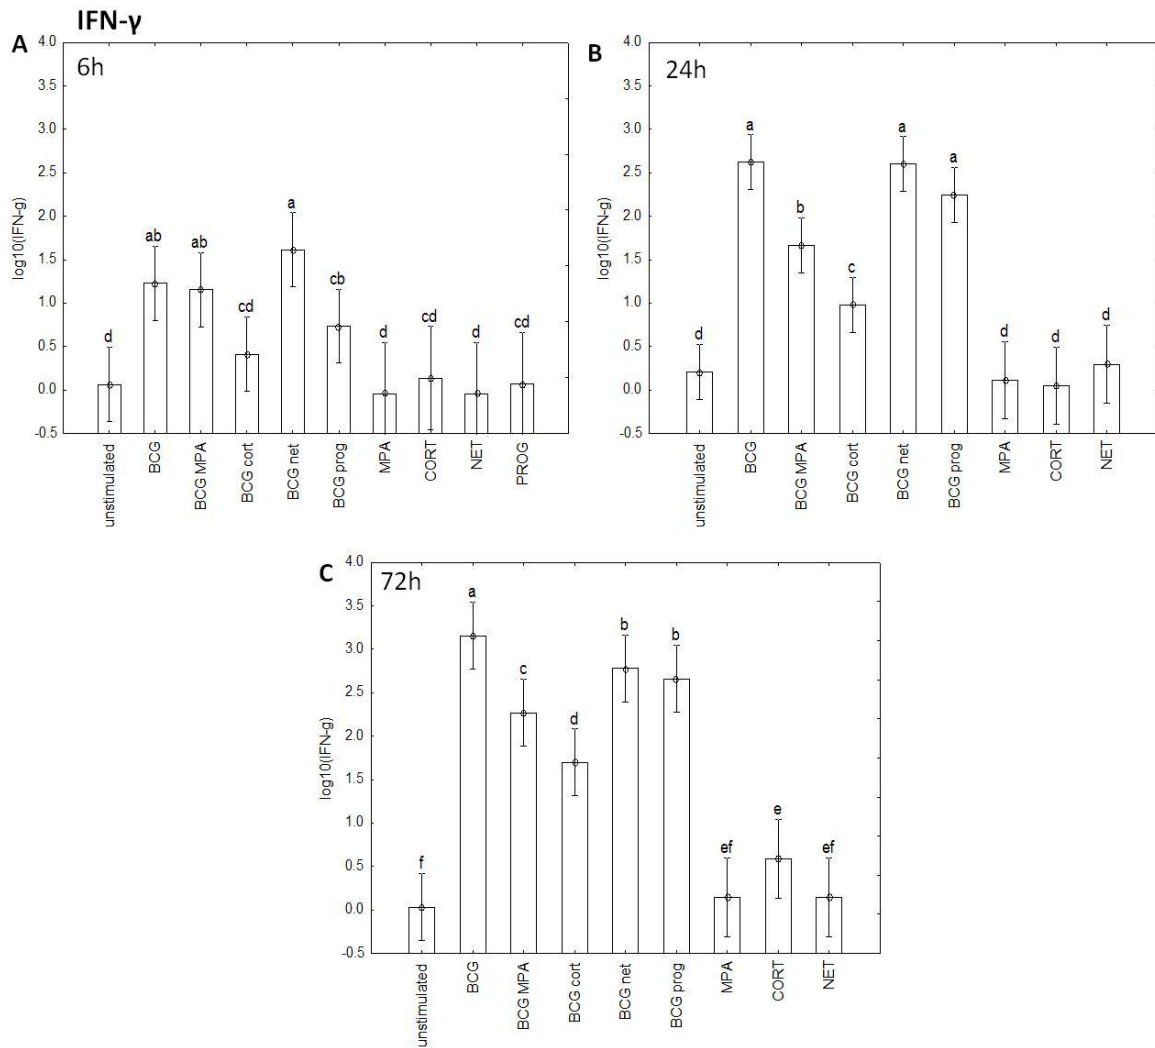 IFN-γ
A
6h
log10(IFN-g)
4.0
3.5
3.0
2.5
2.0
1.5
1.0
0.5
0.0
-0.5
d
ab
ab
cd
a
cb
d
cd
d
cd
unstimulated
BCG
BCG MPA
BCG cort
BCG net
BCG prog
MPA
CORT
NET
PROG
B
24h
log10(IFN-g)
4.0
3.5
3.0
2.5
2.0
1.5
1.0
0.5
0.0
-0.5
d
a
b
c
a
a
d
d
d
unstimulated
BCG
BCG MPA
BCG cort
BCG net
BCG prog
MPA
CORT
NET
C
72h
log10(IFN-g)
4.0
3.5
3.0
2.5
2.0
1.5
1.0
0.5
0.0
-0.5
f
a
c
d
b
b
ef
e
ef
unstimulated
BCG
BCG MPA
BCG cort
BCG net
BCG prog
MPA
CORT
NET